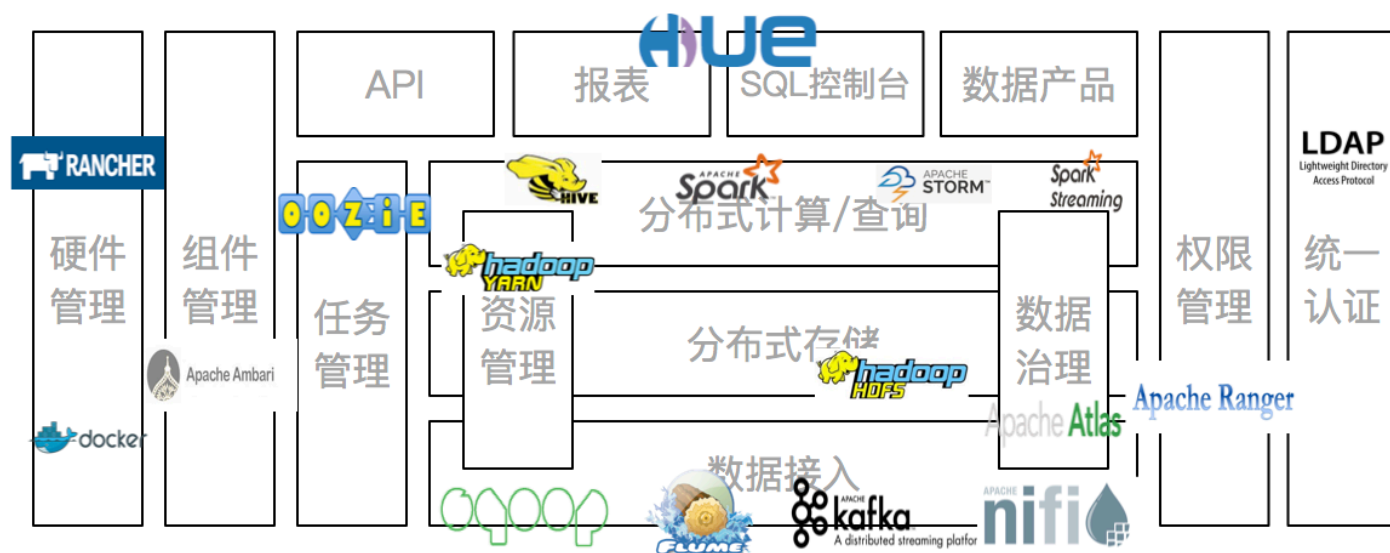 HUE
API
报表
SQL控制台
数据产品
RANCHER
硬件
管理
docker
组件
管理
Apache Ambari
OOZIE
任务
管理
HIVE
APACHE
Spark
APACHE
STORM™
Spark
Streaming
分布式计算/查询
hadoop
YARN
资源
管理
分布式存储
hadoop
HDFS
数据
治理
Apache Atlas
数据接入
sqoop
FLUME
APACHE
kafka
A distributed streaming platfor
APACHE
nifi
权限
管理
Apache Ranger
LDAP
Lightweight Directory
Access Protocol
统一
认证